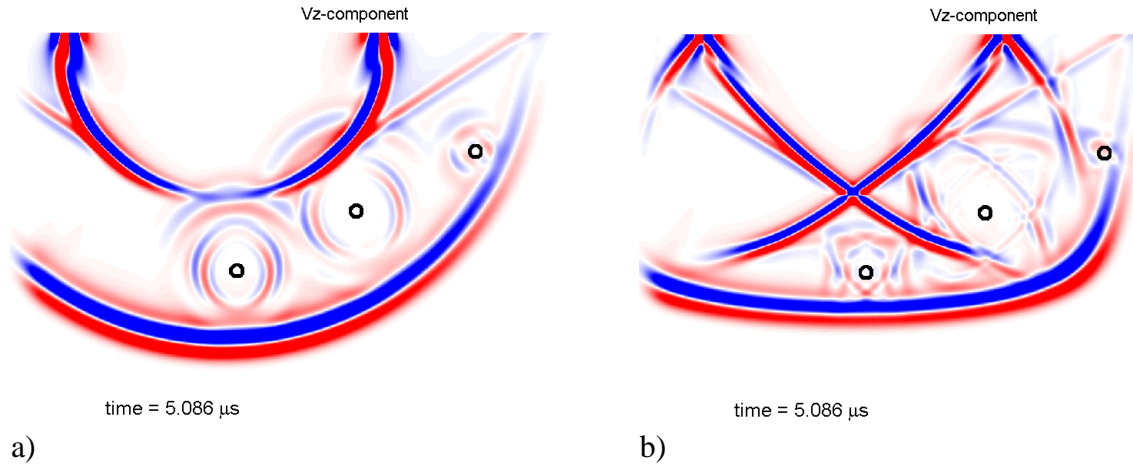 Vz-component
Vz-component
time = 5.086 μs
time = 5.086 μs
a)
b)